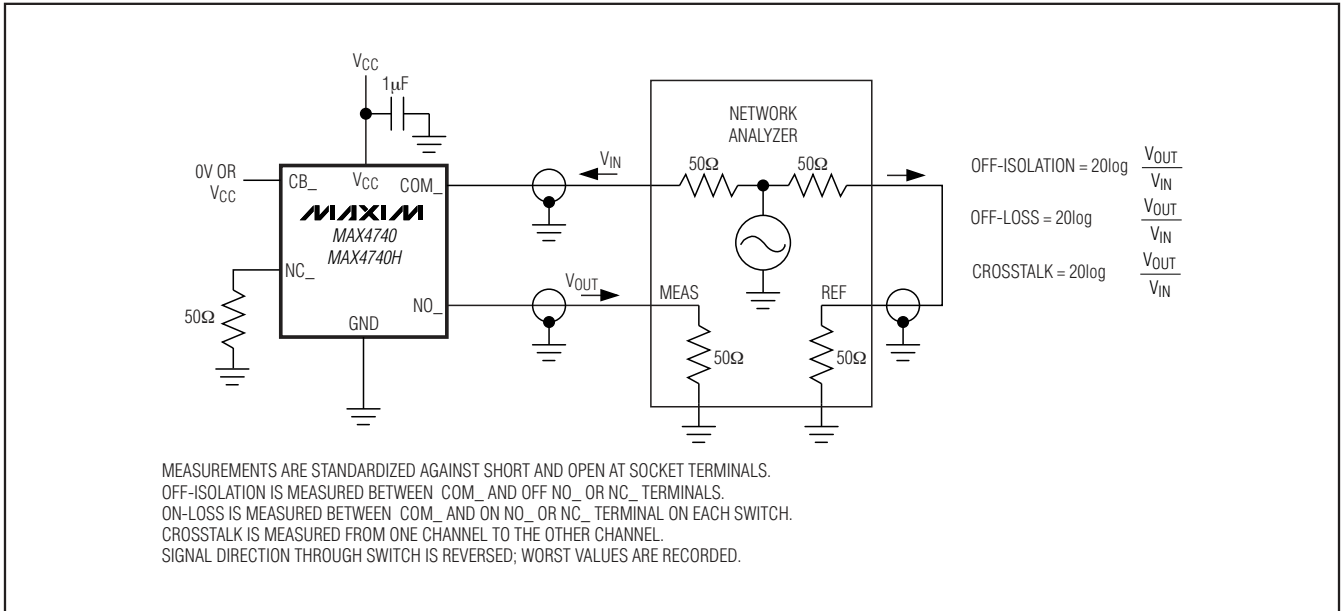 VCC
1µF
0V OR
VCC
CB_
VCC
COM_
MAXIM
MAX4740
MAX4740H
NC_
NO_
GND
50Ω
VIN
VOUT
NETWORK
ANALYZER
50Ω
50Ω
MEAS
REF
50Ω
50Ω
OFF-ISOLATION = 20log VOUT
VIN
OFF-LOSS = 20log VOUT
VIN
CROSSTALK = 20log VOUT
VIN
MEASUREMENTS ARE STANDARDIZED AGAINST SHORT AND OPEN AT SOCKET TERMINALS.
OFF-ISOLATION IS MEASURED BETWEEN COM_ AND OFF NO_ OR NC_ TERMINALS.
ON-LOSS IS MEASURED BETWEEN COM_ AND ON NO_ OR NC_ TERMINAL ON EACH SWITCH.
CROSSTALK IS MEASURED FROM ONE CHANNEL TO THE OTHER CHANNEL.
SIGNAL DIRECTION THROUGH SWITCH IS REVERSED; WORST VALUES ARE RECORDED.